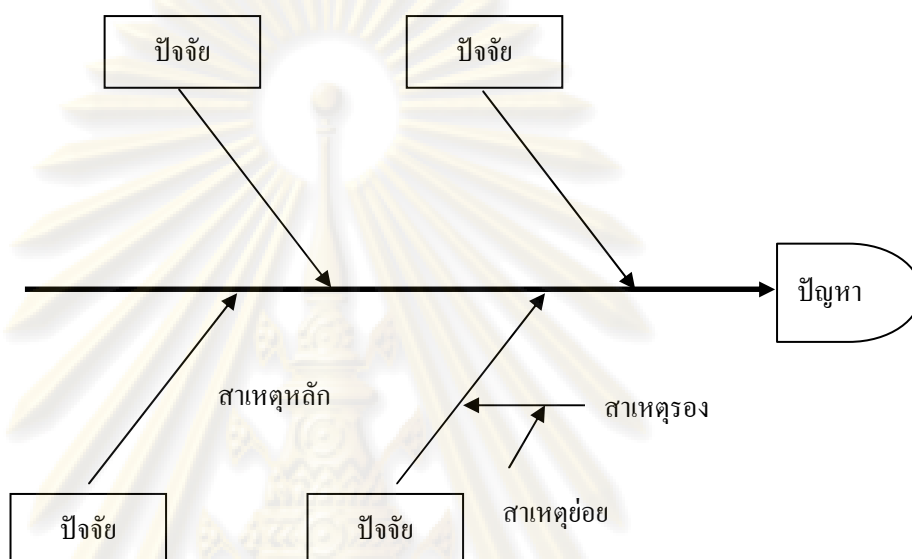 ปัจจัย
ปัจจัย
ปัญหา
สาเหตุหลัก
สาเหตุรอง
ปัจจัย
ปัจจัย
สาเหตุย่อย